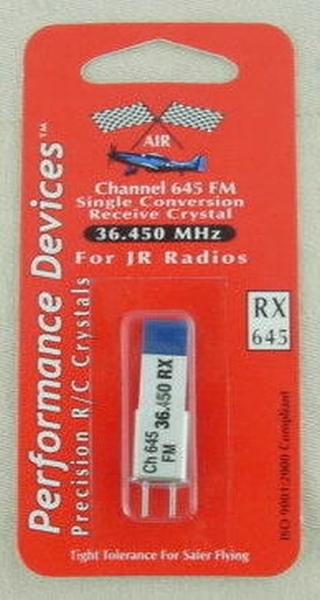 AIR
Channel 645 FM
Single Conversion
Receive Crystal
36.450 MHz
For JR Radios
Performance Devices™
Precision R/C Crystals
RX
645
Ch 645 36.450 RX
FM
ISO 9001/2000 Compliant
Tight Tolerance For Safer Flying